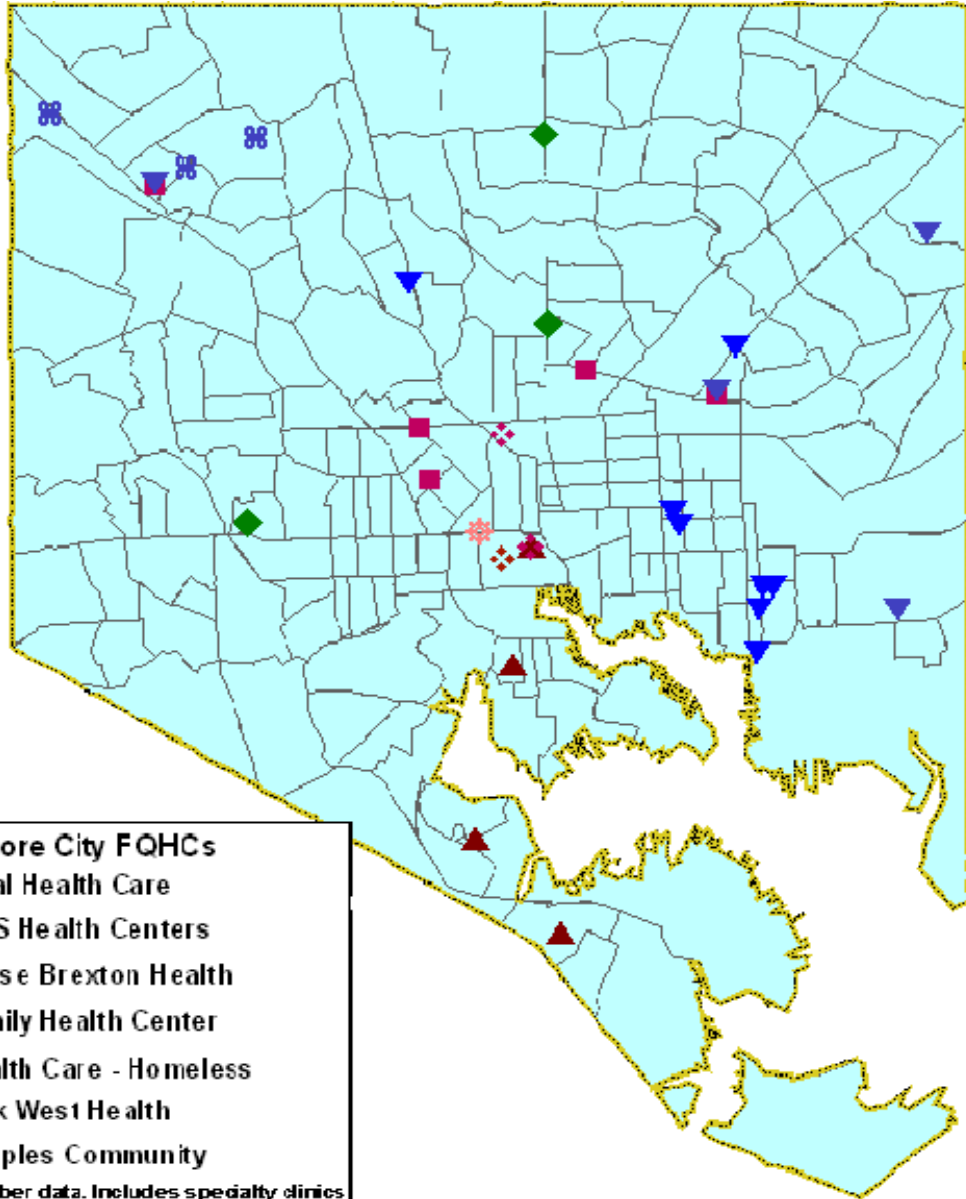 ore City FQHCs
al Health Care
S Health Centers
se Brexton Health
ily Health Center
lth Care - Homeless
k West Health
ples Community
ber data. Includes specialty clinics